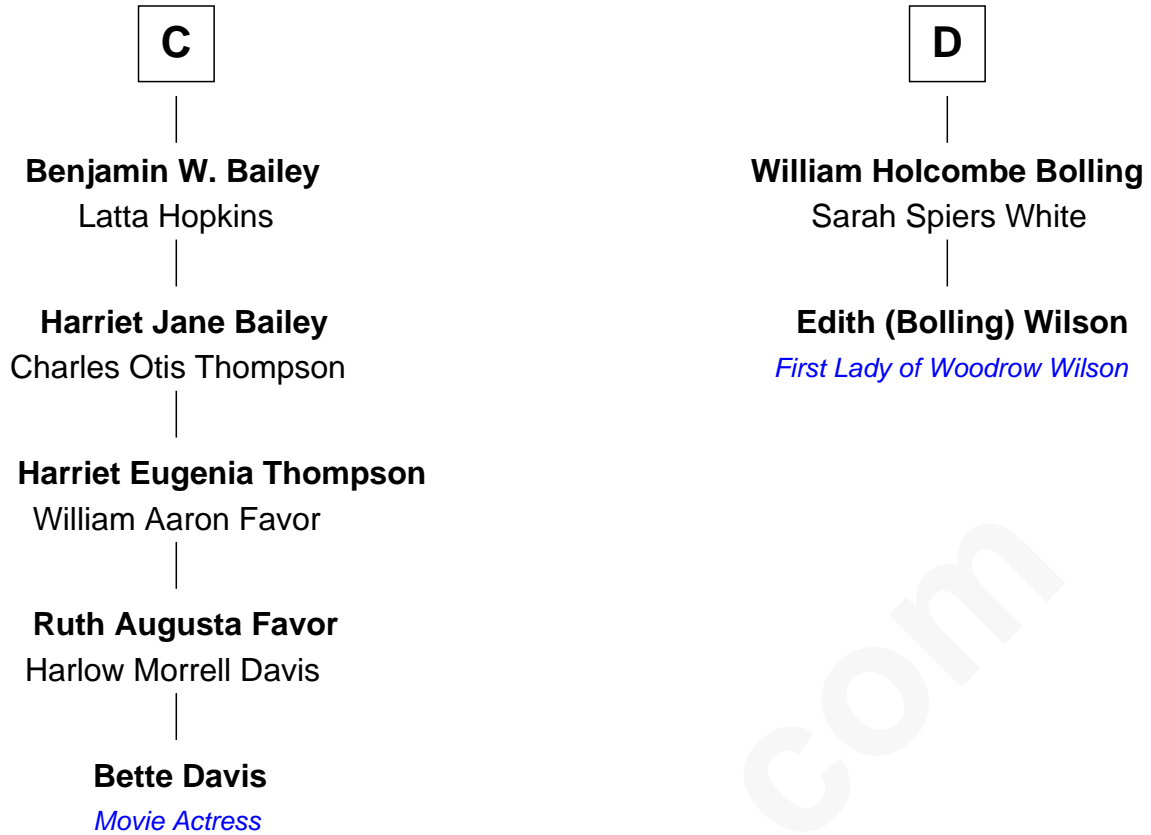 C
Benjamin W. Bailey
Latta Hopkins
Harriet Jane Bailey
Charles Otis Thompson
Harriet Eugenia Thompson
William Aaron Favor
Ruth Augusta Favor
Harlow Morrell Davis
Bette Davis
Movie Actress
D
William Holcombe Bolling
Sarah Spiers White
Edith (Bolling) Wilson
First Lady of Woodrow Wilson
com